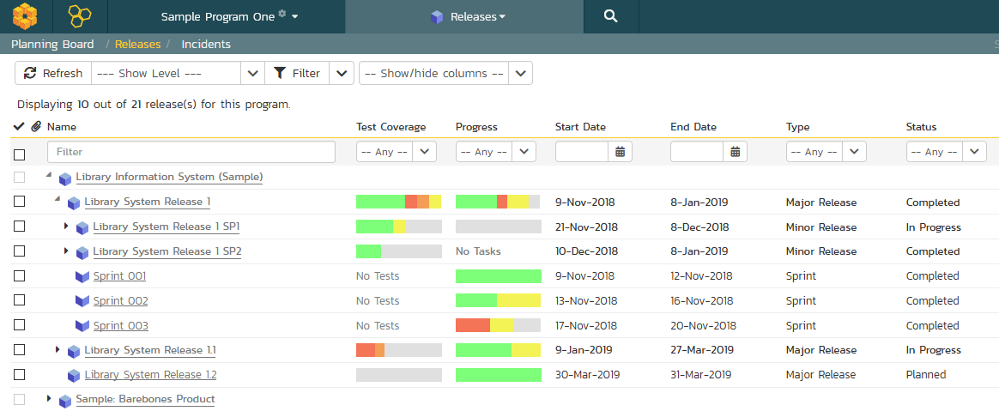 Sample Program One Releases
Planning Board / Releases / Incidents S
Refresh --- Show Level --- Filter -- Show/hide columns --
Displaying 10 out of 21 release(s) for this program.
Name Test Coverage Progress Start Date End Date Type Status
Filter -- Any -- -- Any -- -- Any -- -- Any --
Library Information System (Sample)
Library System Release 1 9-Nov-2018 8-Jan-2019 Major Release Completed
Library System Release 1 SP1 21-Nov-2018 8-Dec-2018 Minor Release In Progress
Library System Release 1 SP2 No Tasks 10-Dec-2018 8-Jan-2019 Minor Release Completed
Sprint 001 No Tests 9-Nov-2018 12-Nov-2018 Sprint Completed
Sprint 002 No Tests 13-Nov-2018 16-Nov-2018 Sprint Completed
Sprint 003 No Tests 17-Nov-2018 20-Nov-2018 Sprint Completed
Library System Release 1.1 9-Jan-2019 27-Mar-2019 Major Release In Progress
Library System Release 1.2 30-Mar-2019 31-Mar-2019 Major Release Planned
Sample: Barebones Product